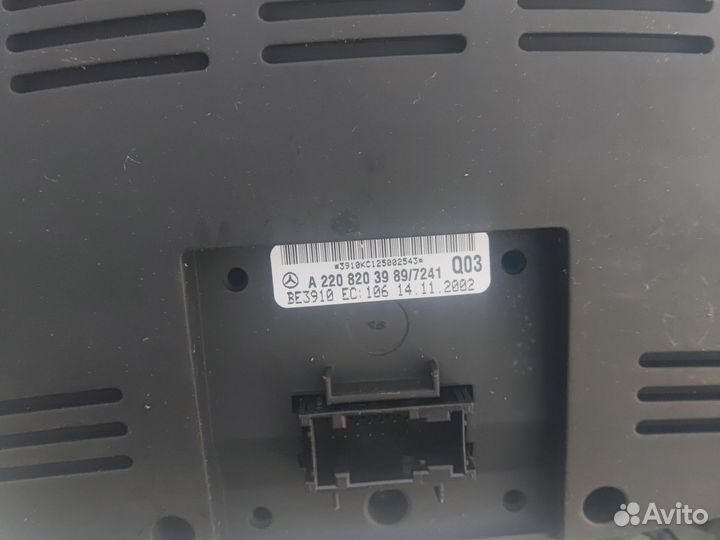 *3910KC125002543*
A 220 820 39 89/7241 Q03
BE3910 EC:106 14.11.2002
Avito